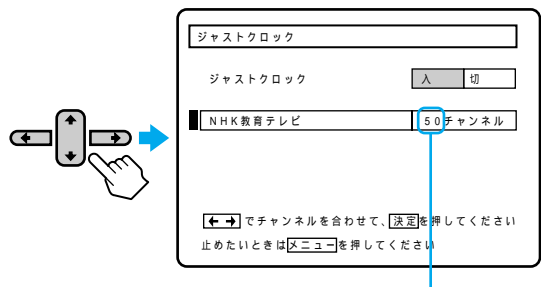 ジャストクロック
ジャストクロック 入 切
NHK教育テレビ 50チャンネル
← → でチャンネルを合わせて、決定を押してください
止めたいときはメニューを押してください